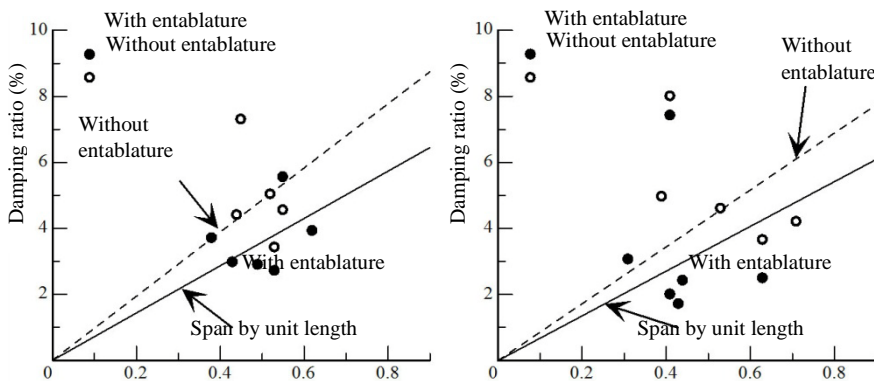 With entablature
Without entablature
Damping ratio (%)
10
8
6
4
2
0
0.2
0.4
0.6
0.8
Without
entablature
With entablature
Span by unit length
With entablature
Without entablature
Damping ratio (%)
10
8
6
4
2
0
0.2
0.4
0.6
0.8
Without
entablature
With entablature
Span by unit length